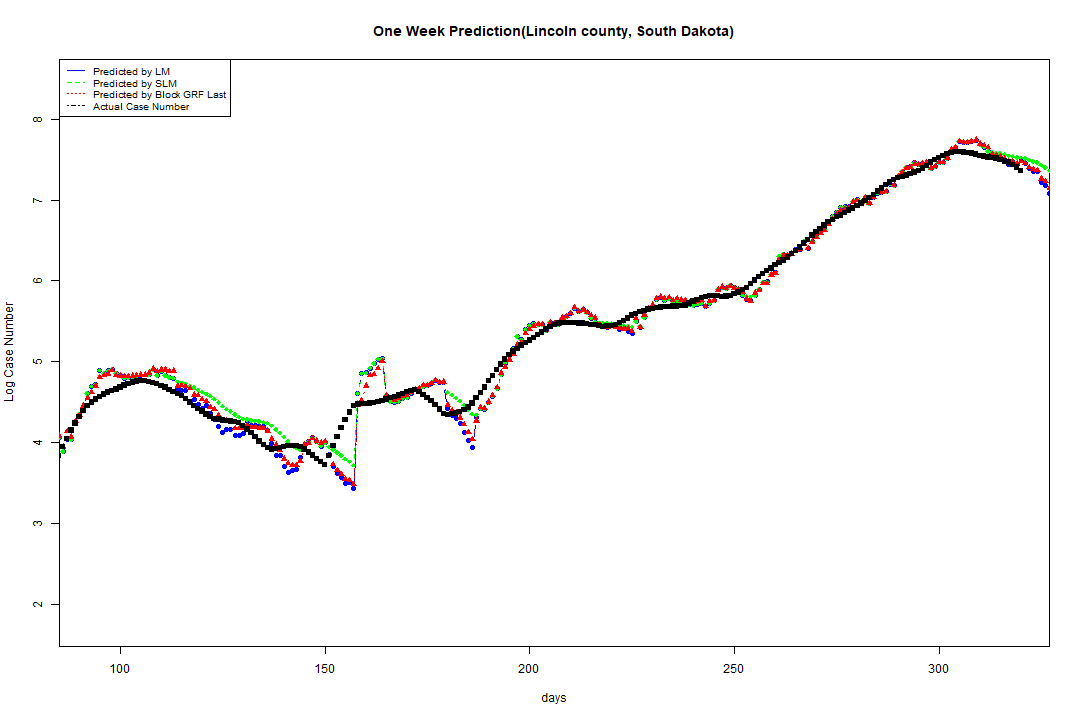 One Week Prediction(Lincoln county, South Dakota)
Predicted by LM
Predicted by SLM
Predicted by Block GRF Last
Actual Case Number
Log Case Number
8
7
6
5
4
3
2
100 150 200 250 300
days